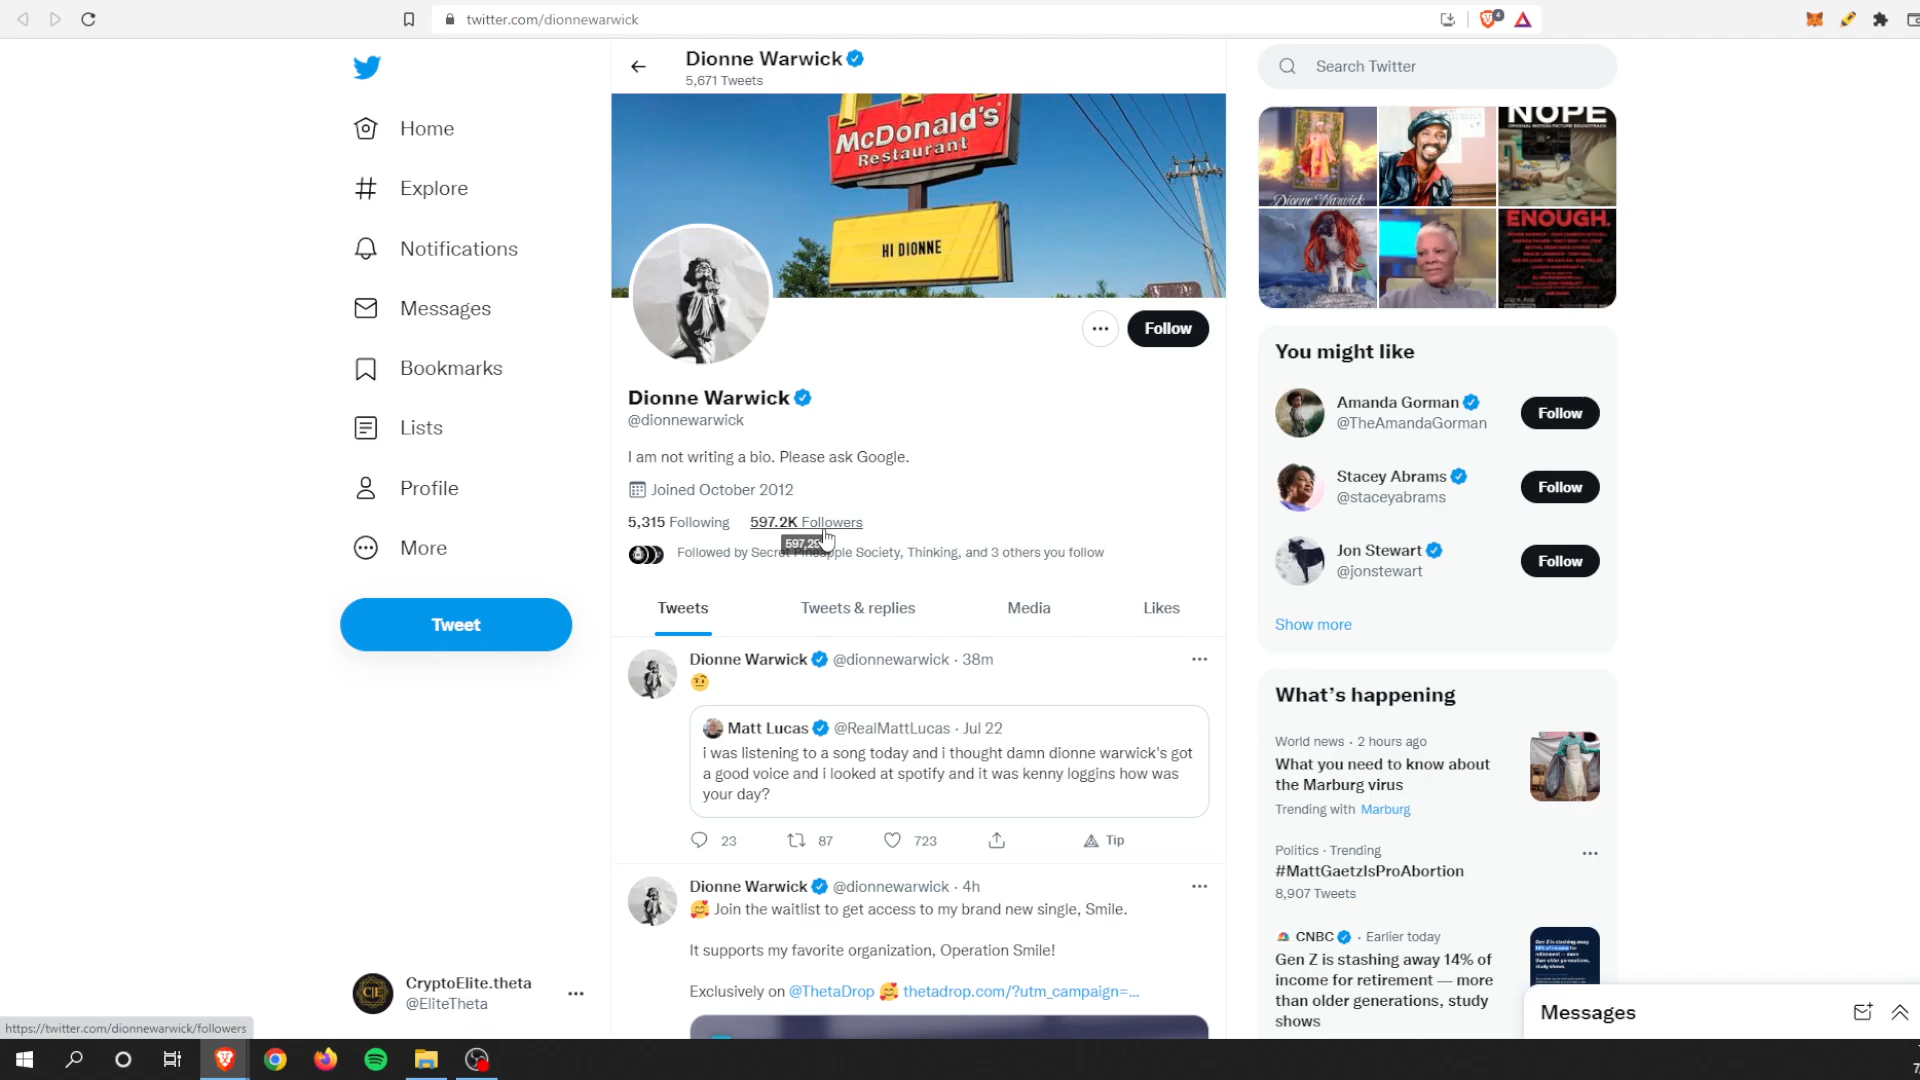 twitter.com/dionnewarwick
4
Dionne Warwick
5,671 Tweets
Search Twitter
Home
Explore
Notifications
Messages
Bookmarks
Lists
Profile
More
Tweet
CryptoElite.theta
@EliteTheta
McDonald's
Restaurant
HI DIONNE
Follow
Dionne Warwick
@dionnewarwick
I am not writing a bio. Please ask Google.
Joined October 2012
5,315 Following 597.2K Followers
Followed by Secret Pineapple Society, Thinking, and 3 others you follow
Tweets Tweets & replies Media Likes
Dionne Warwick @dionnewarwick · 38m
🤨
Matt Lucas @RealMattLucas · Jul 22
i was listening to a song today and i thought damn dionne warwick's got
a good voice and i looked at spotify and it was kenny loggins how was
your day?
23 87 723 Tip
Dionne Warwick @dionnewarwick · 4h
🥰 Join the waitlist to get access to my brand new single, Smile.
It supports my favorite organization, Operation Smile!
Exclusively on @ThetaDrop 🥰 thetadrop.com/?utm_campaign=...
Dionne Warwick
NOPE
ENOUGH.
You might like
Amanda Gorman
@TheAmandaGorman
Follow
Stacey Abrams
@staceyabrams
Follow
Jon Stewart
@jonstewart
Follow
Show more
What's happening
World news · 2 hours ago
What you need to know about
the Marburg virus
Trending with Marburg
Politics · Trending
#MattGaetzIsProAbortion
8,907 Tweets
CNBC · Earlier today
Gen Z is stashing away 14% of
income for retirement — more
than older generations, study
shows
Messages
https://twitter.com/dionnewarwick/followers